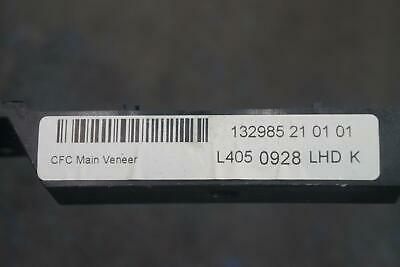 132985 21 01 01
CFC Main Veneer
L405 0928 LHD K